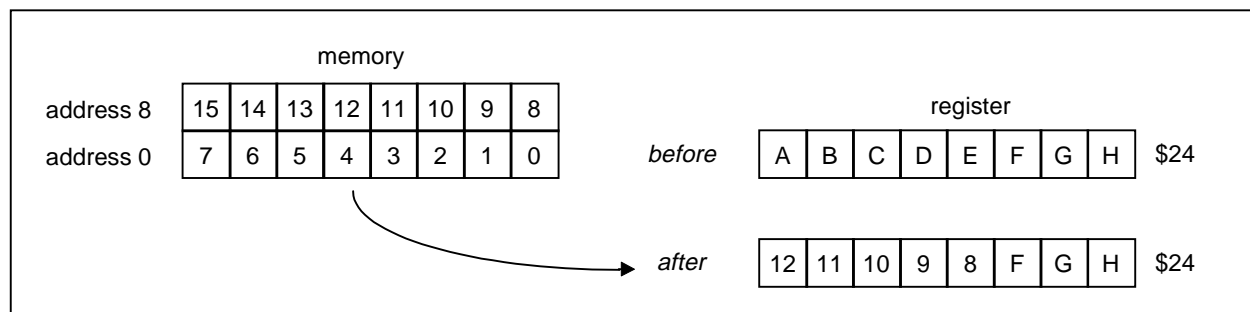 memory
address 8 15 14 13 12 11 10 9 8
register
address 0 7 6 5 4 3 2 1 0
before A B C D E F G H $24
after 12 11 10 9 8 F G H $24